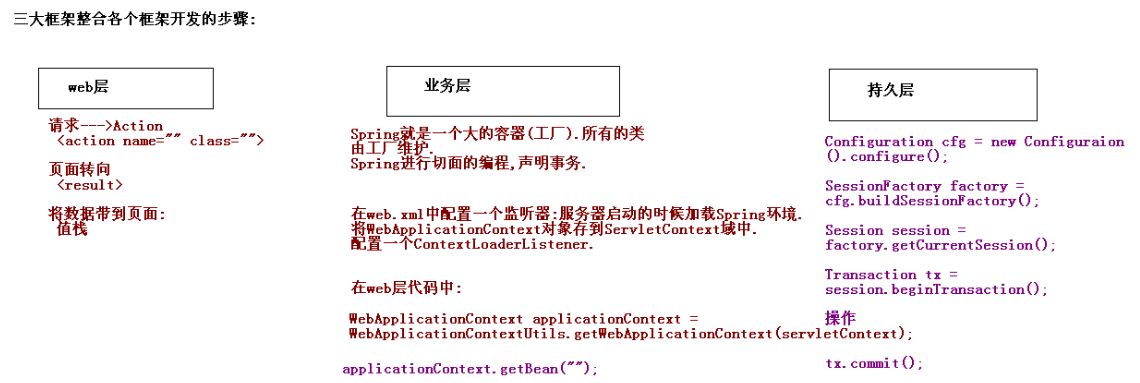 三大框架整合各个框架开发的步骤:
web层
请求--->Action
<action name="" class="">
页面转向
<result>
将数据带到页面:
值栈
业务层
Spring就是一个大的容器(工厂).所有的类
由工厂维护.
Spring进行切面的编程,声明事务.
在web.xml中配置一个监听器:服务器启动的时候加载Spring环境.
将WebApplicationContext对象存到ServletContext域中.
配置一个ContextLoaderListener.
在web层代码中:
WebApplicationContext applicationContext =
WebApplicationContextUtils.getWebApplicationContext(servletContext);
applicationContext.getBean("");
持久层
Configuration cfg = new Configuraion
().configure();
SessionFactory factory =
cfg.buildSessionFactory();
Session session =
factory.getCurrentSession();
Transaction tx =
session.beginTransaction();
操作
tx.commit();